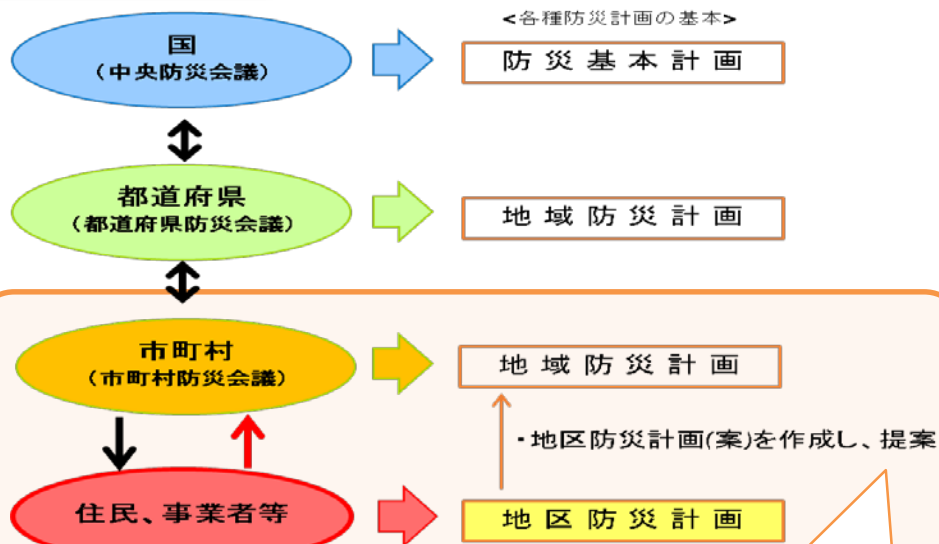 <各種防災計画の基本>
国
(中央防災会議)
防災基本計画
都道府県
(都道府県防災会議)
地域防災計画
市町村
(市町村防災会議)
地域防災計画
・地区防災計画(案)を作成し、提案
住民、事業者等
地区防災計画